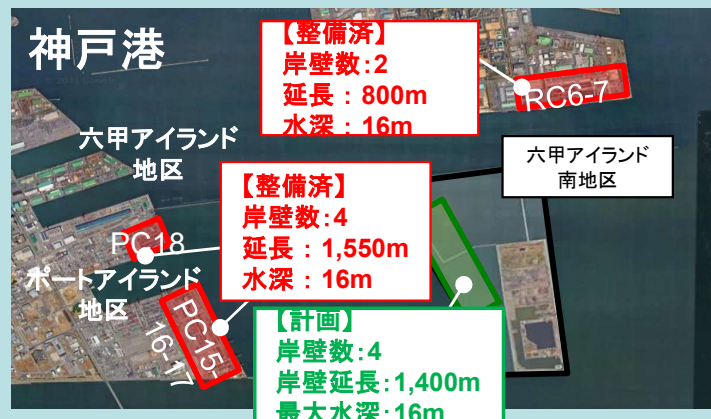 神戸港
【整備済】
岸壁数:2
延長：800m
水深：16m
RC6-7
六甲アイランド
地区
六甲アイランド
南地区
【整備済】
岸壁数:4
延長：1,550m
水深：16m
PC18
ポートアイランド
地区
PC15-
16-17
【計画】
岸壁数:4
岸壁延長:1,400m
最大水深:16m